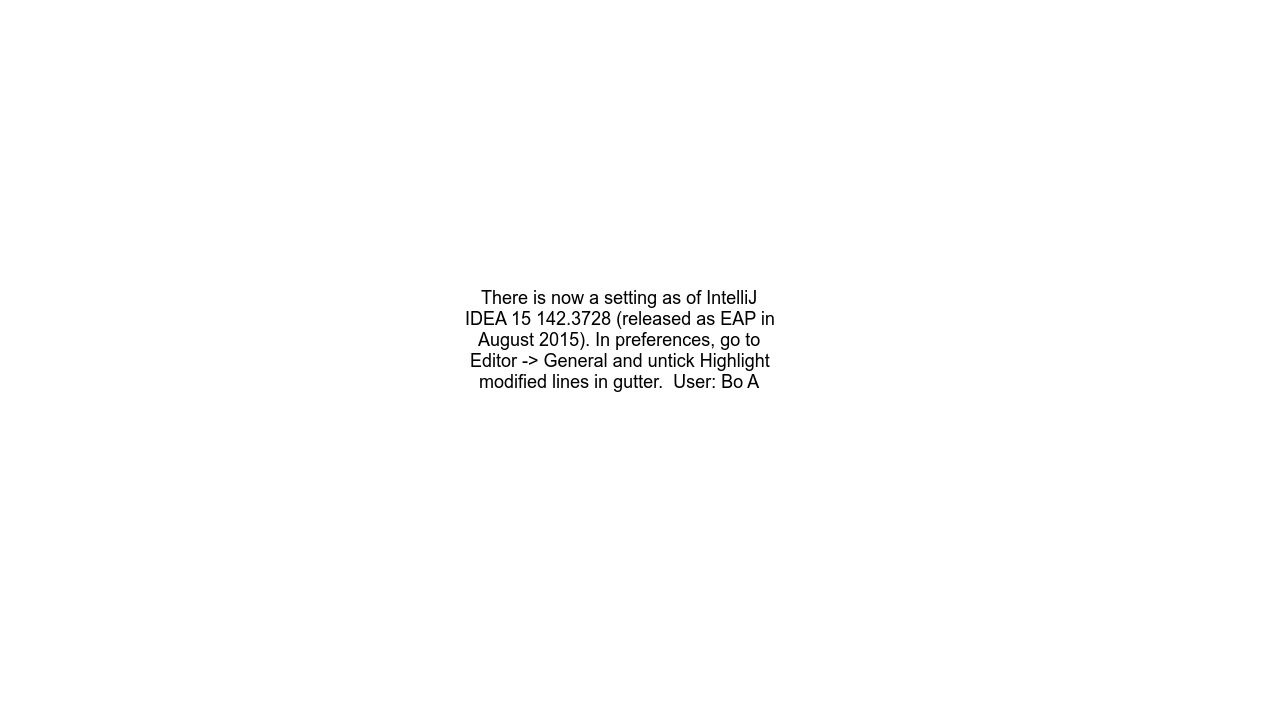 There is now a setting as of IntelliJ
IDEA 15 142.3728 (released as EAP in
August 2015). In preferences, go to
Editor -> General and untick Highlight
modified lines in gutter.  User: Bo A